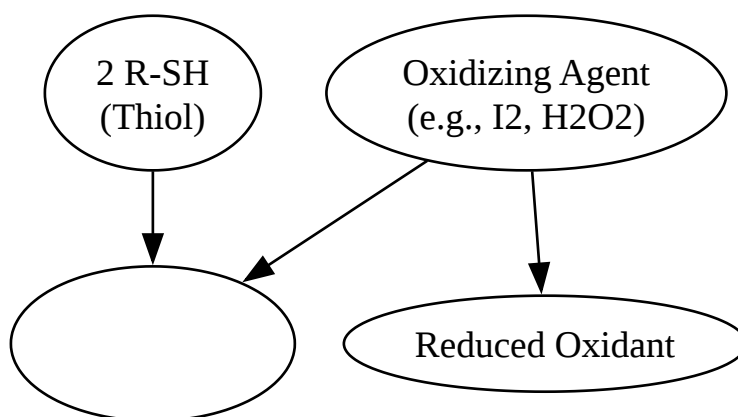 2 R-SH
(Thiol)
Oxidizing Agent
(e.g., I2, H2O2)
Reduced Oxidant